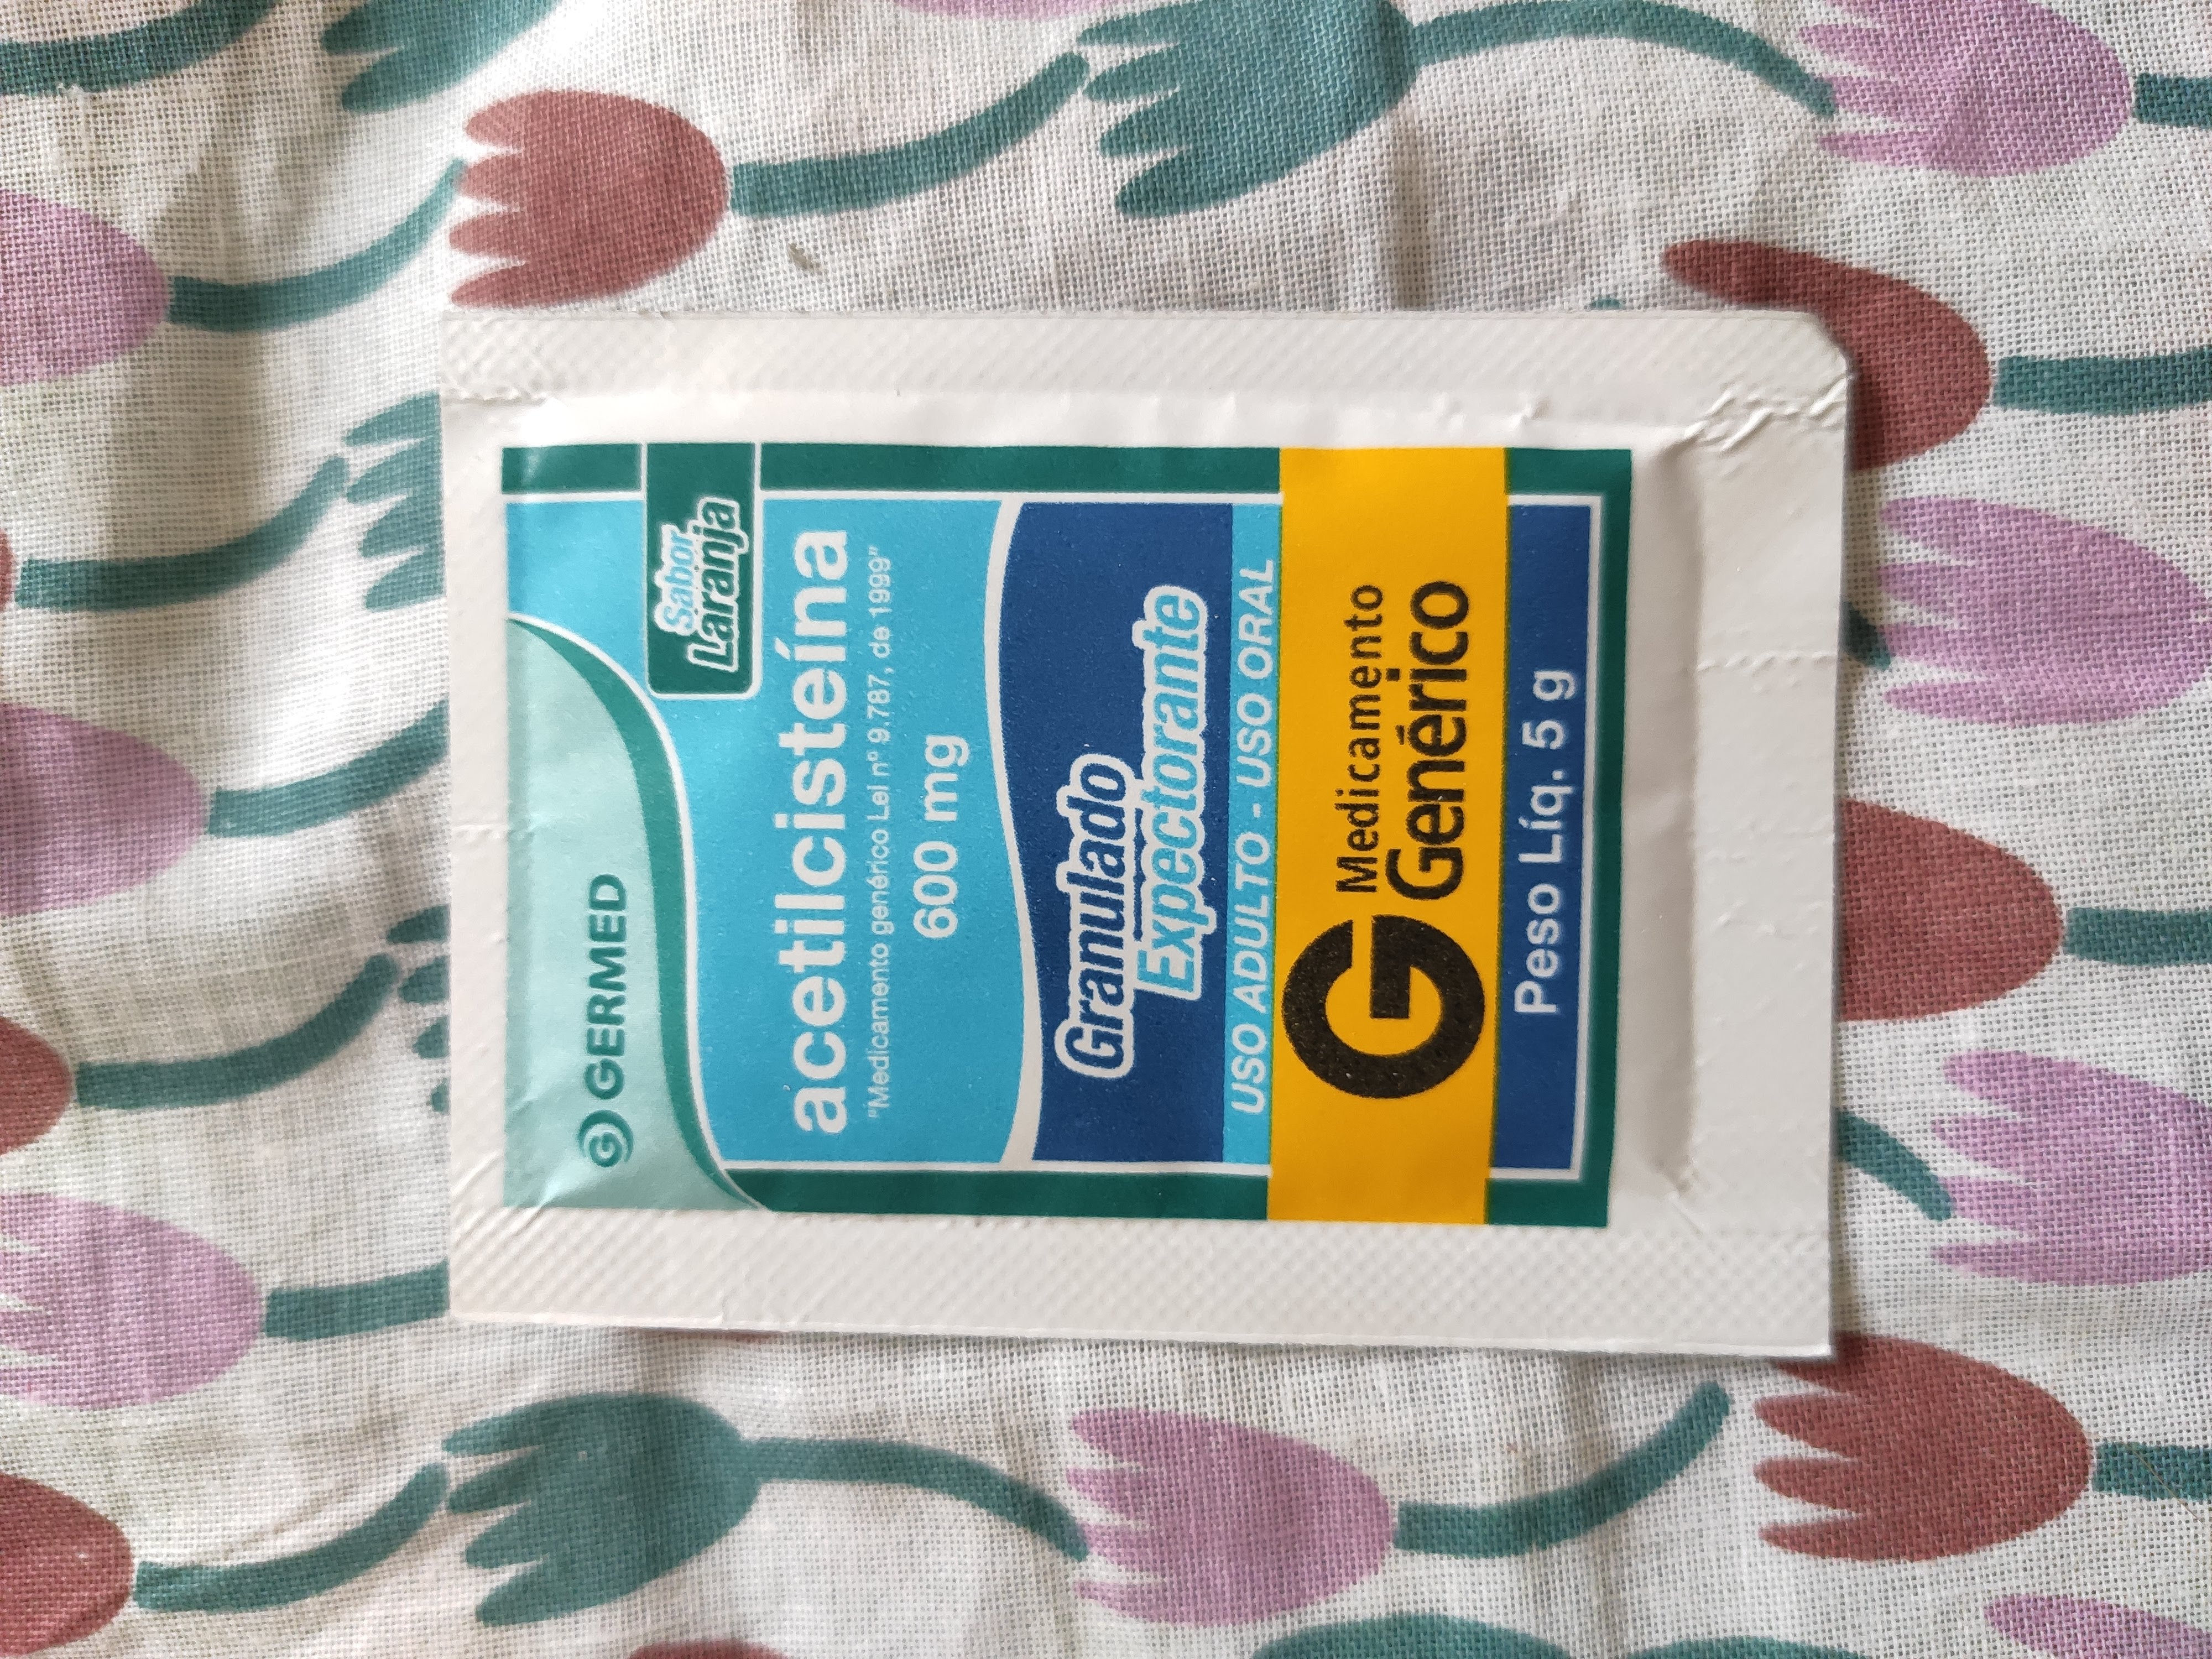 G GERMED
Sabor
Laranja
acetilcisteína
"Medicamento genérico Lei nº 9.787, de 1999"
600 mg
Granulado
Expectorante
USO ADULTO - USO ORAL
G Medicamento
Genérico
Peso Líq. 5 g